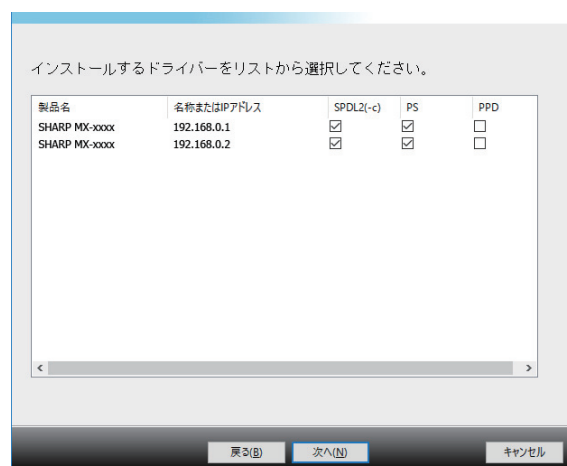 インストールするドライバーをリストから選択してください。
製品名 名称またはIPアドレス SPDL2(-c) PS PPD
SHARP MX-xxxx 192.168.0.1
SHARP MX-xxxx 192.168.0.2
戻る(B) 次へ(N) キャンセル